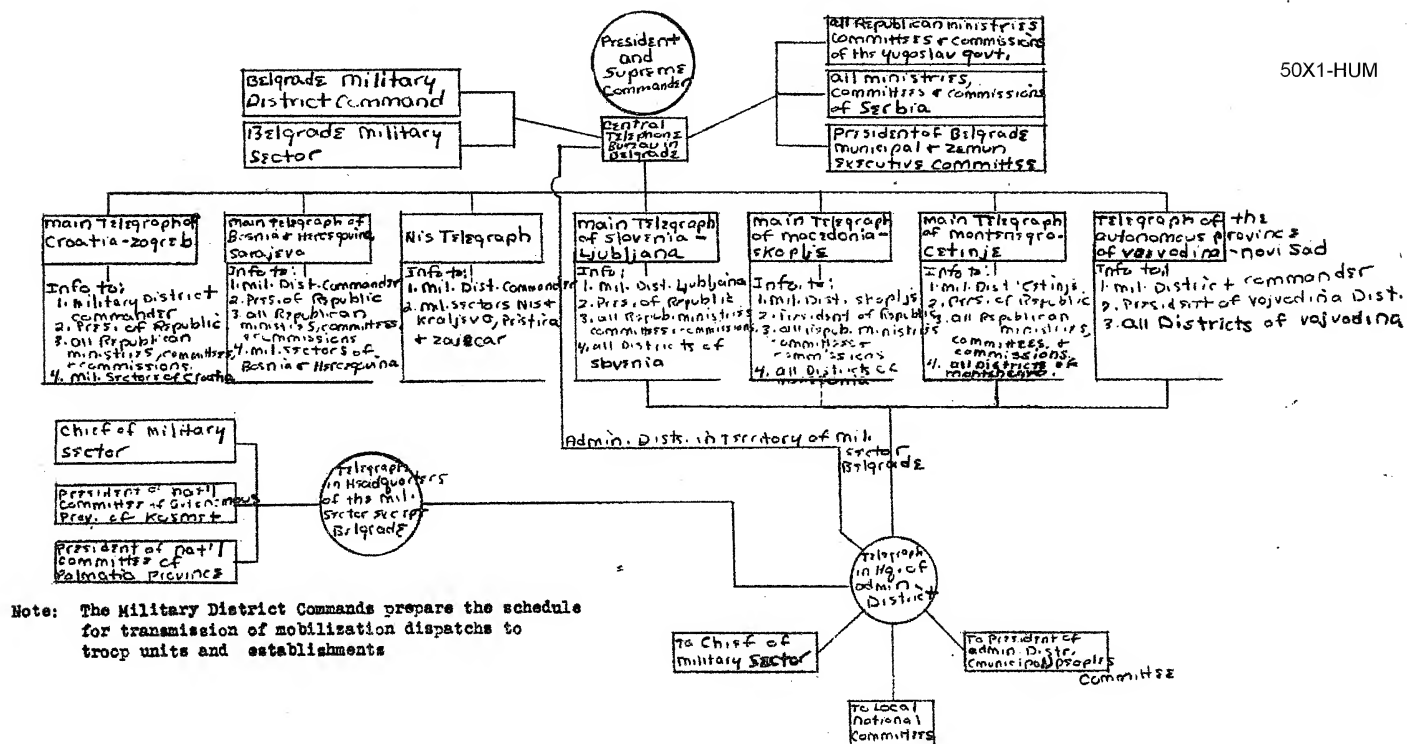 President
and
Supreme
Commander
50X1-HUM
Belgrade Military
District Command
Belgrade Military
Sector
Central
Telephone
Bureau in
Belgrade
all Republican ministries
Committees & commissions
of the Yugoslav govt.
all ministries,
committees & commissions
of Serbia
President of Belgrade
municipal & Zemun
Executive Committee
main Telegraph of
Croatia-Zagreb
Info to:
1. Military District
commander
2. Pres. of Republic
3. all Republican
ministries, committees,
& commissions.
4. Mil. Sectors of Croatia
main Telegraph of
Bosnia & Hercegovina,
Sarajevo
Info to:
1. mil. Dist. Commander
2. Pres. of Republic
3. all Republican
ministries, committees
& commissions
4. mil. sectors of
Bosnia & Hercegovina
Nis Telegraph
Info to:
1. mil. Dist. Commander
2. mil. sectors Nis &
Kraljevo, Pristina
& Zajecar
main Telegraph
of Slovenia-
Ljubljana
Info:
1. mil. Dist. Ljubljana
2. Pres. of Republic
3. all Repub. ministries
committees & commissions
4. all Districts of
Slovenia
main Telegraph
of macedonia-
skoplje
Info. to:
1. mil. Dist. skoplje
2. President of Republic
3. all repub. ministries
committees &
commissions
4. all Districts of
main Telegraph
of montenegro-
Cetinje
Info to:
1. mil. Dist. Cetinje
2. Pres. of Republic
3. all Republican
ministries,
committees &
commissions.
4. all Districts of
montenegro.
Telegraph of the
autonomous province
of vojvodina-novi Sad
Info to:
1. mil District commander
2. President of vojvodina Dist.
3. all Districts of vojvodina
Chief of military
sector
President of nat'l
Committee of Autonomous
Prov. of Kosmet
President of nat'l
committee of
Dalmatia Province
Telegraph
in Headquarters
of the mil.
Sector except
Belgrade
Admin. Dists. in Territory of mil.
sector
Belgrade
Telegraph
in Hq. of
admin.
District
To Chief of
military Sector
To Local
national
Committees
To President of
admin. Distr.
(municipal) peoples
Committee
Note: The Military District Commands prepare the schedule
for transmission of mobilization dispatchs to
troop units and establishments